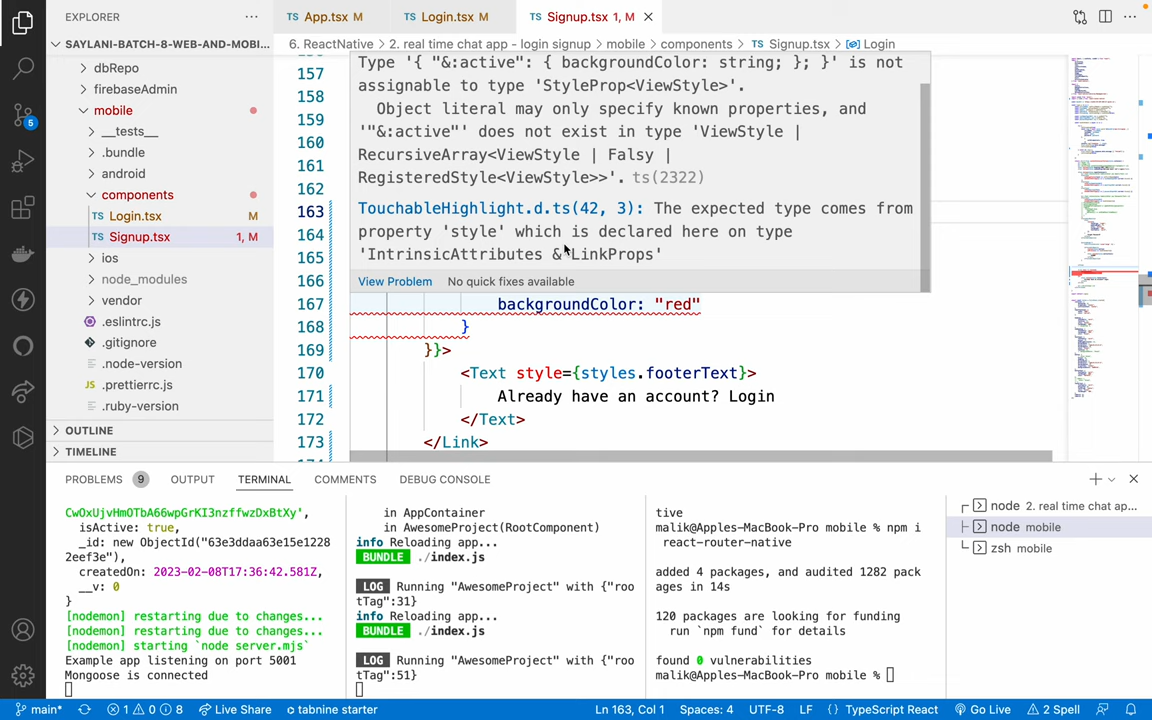 EXPLORER
App.tsx M
Login.tsx M
Signup.tsx 1, M
SAYLANI-BATCH-8-WEB-AND-MOBI...
6. ReactNative > 2. real time chat app - login signup > mobile > components > TS Signup.tsx > Login
dbRepo
firebaseAdmin
mobile
__tests__
.bundle
android
components
TS Login.tsx M
TS Signup.tsx 1, M
ios
node_modules
vendor
.eslintrc.js
.gitignore
.node-version
.prettierrc.js
.ruby-version
OUTLINE
TIMELINE
5
157
158
159
160
161
162
163
164
165
166
167
168
169
170
171
172
173
Type '{ "&:active": { backgroundColor: string; }; }' is not
assignable to type 'StyleProp<ViewStyle>'.
Object literal may only specify known properties, and
'"&:active"' does not exist in type 'ViewStyle |
RecursiveArray<ViewStyle | Falsy |
RegisteredStyle<ViewStyle>>'. ts(2322)
TouchableHighlight.d.ts(42, 3): The expected type comes from
property 'style' which is declared here on type
'IntrinsicAttributes & LinkProps'
View Problem No quick fixes available
backgroundColor: "red"
}
}}>
<Text style={styles.footerText}>
Already have an account? Login
</Text>
</Link>
PROBLEMS 9 OUTPUT TERMINAL COMMENTS DEBUG CONSOLE
CwOxUjvHmOTbA66wpGrKI3nzffwzDxBtXy',
isActive: true,
_id: new ObjectId("63e3ddaa63e15e1228
2eef3e"),
createdOn: 2023-02-08T17:36:42.581Z,
__v: 0
}
[nodemon] restarting due to changes...
[nodemon] restarting due to changes...
[nodemon] starting `node server.mjs`
Example app listening on port 5001
Mongoose is connected
in AppContainer
in AwesomeProject(RootComponent)
info Reloading app...
BUNDLE ./index.js
LOG Running "AwesomeProject" with {"roo
tTag":31}
info Reloading app...
BUNDLE ./index.js
LOG Running "AwesomeProject" with {"roo
tTag":51}
tive
malik@Apples-MacBook-Pro mobile % npm i
react-router-native
added 4 packages, and audited 1282 pack
ages in 14s
120 packages are looking for funding
run `npm fund` for details
found 0 vulnerabilities
malik@Apples-MacBook-Pro mobile %
node 2. real time chat ap...
node mobile
zsh mobile
main* 1 0 8 Live Share tabnine starter Ln 163, Col 1 Spaces: 4 UTF-8 LF {} TypeScript React Go Live 2 Spell